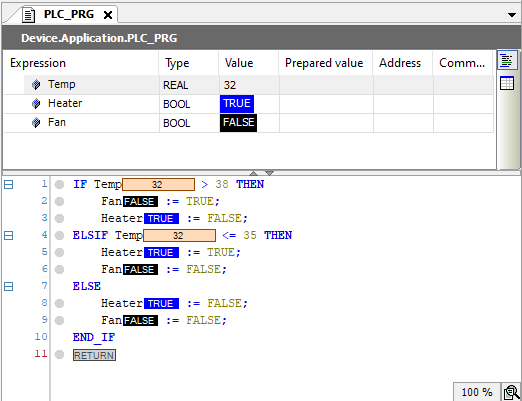 PLC_PRG
Device.Application.PLC_PRG
Expression Type Value Prepared value Address Comm...
Temp REAL 32
Heater BOOL TRUE
Fan BOOL FALSE
1 IF Temp 32 > 38 THEN
2 Fan FALSE := TRUE;
3 Heater TRUE := FALSE;
4 ELSIF Temp 32 <= 35 THEN
5 Heater TRUE := TRUE;
6 Fan FALSE := FALSE;
7 ELSE
8 Heater TRUE := FALSE;
9 Fan FALSE := FALSE;
10 END_IF
11 RETURN
100 %